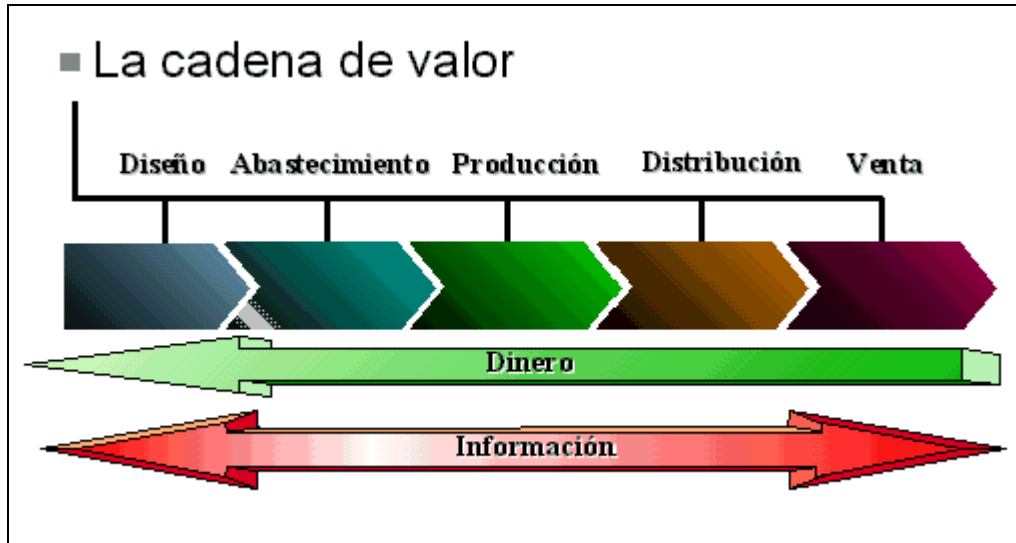 La cadena de valor
Diseño Abastecimiento Producción Distribución Venta
Dinero
Información